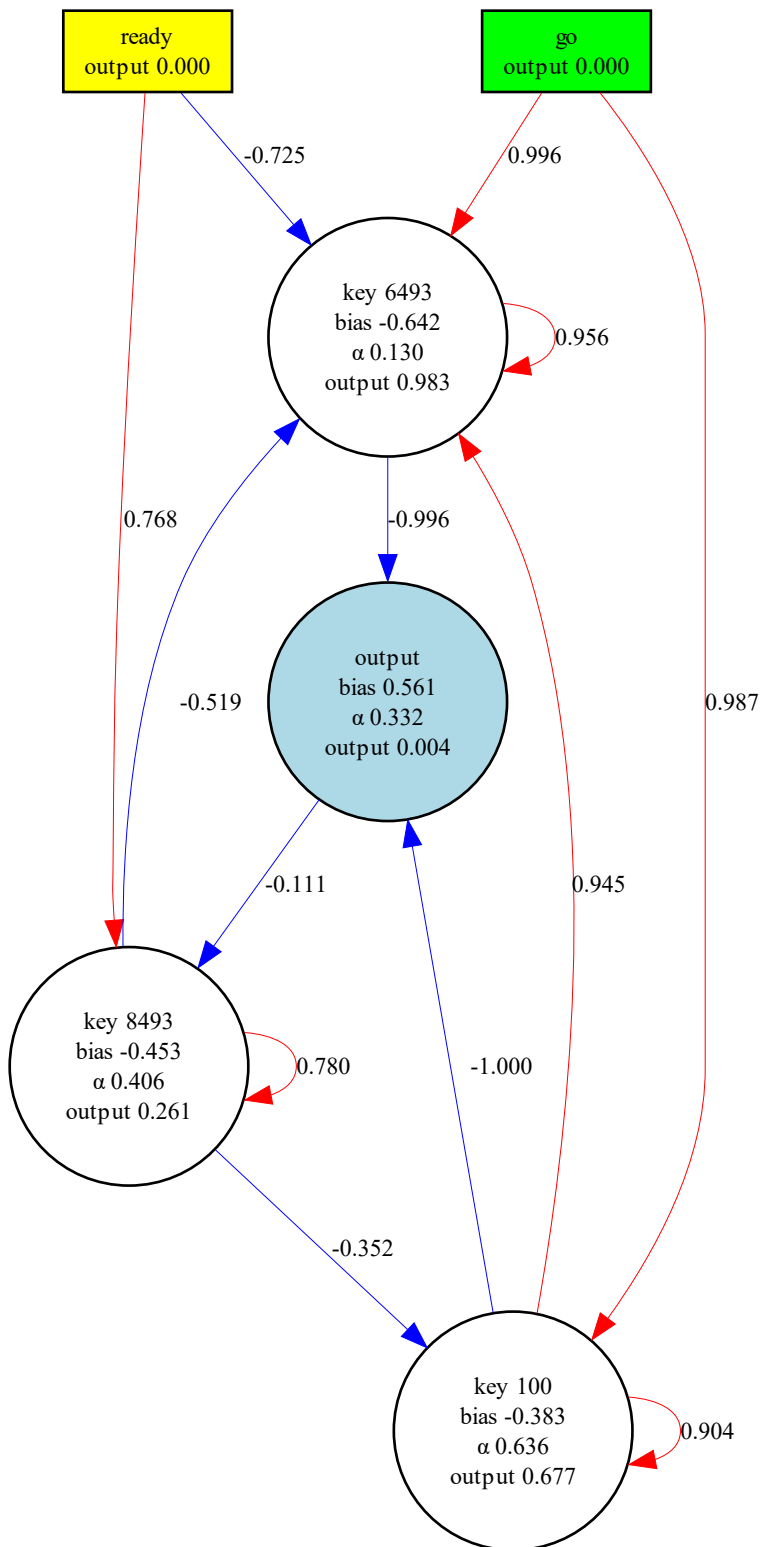 ready
output 0.000
go
output 0.000
-0.725
0.996
key 6493
bias -0.642
α 0.130
output 0.983
0.956
0.768
-0.996
-0.519
output
bias 0.561
α 0.332
output 0.004
0.987
-0.111
0.945
key 8493
bias -0.453
α 0.406
output 0.261
0.780
-1.000
-0.352
key 100
bias -0.383
α 0.636
output 0.677
0.904